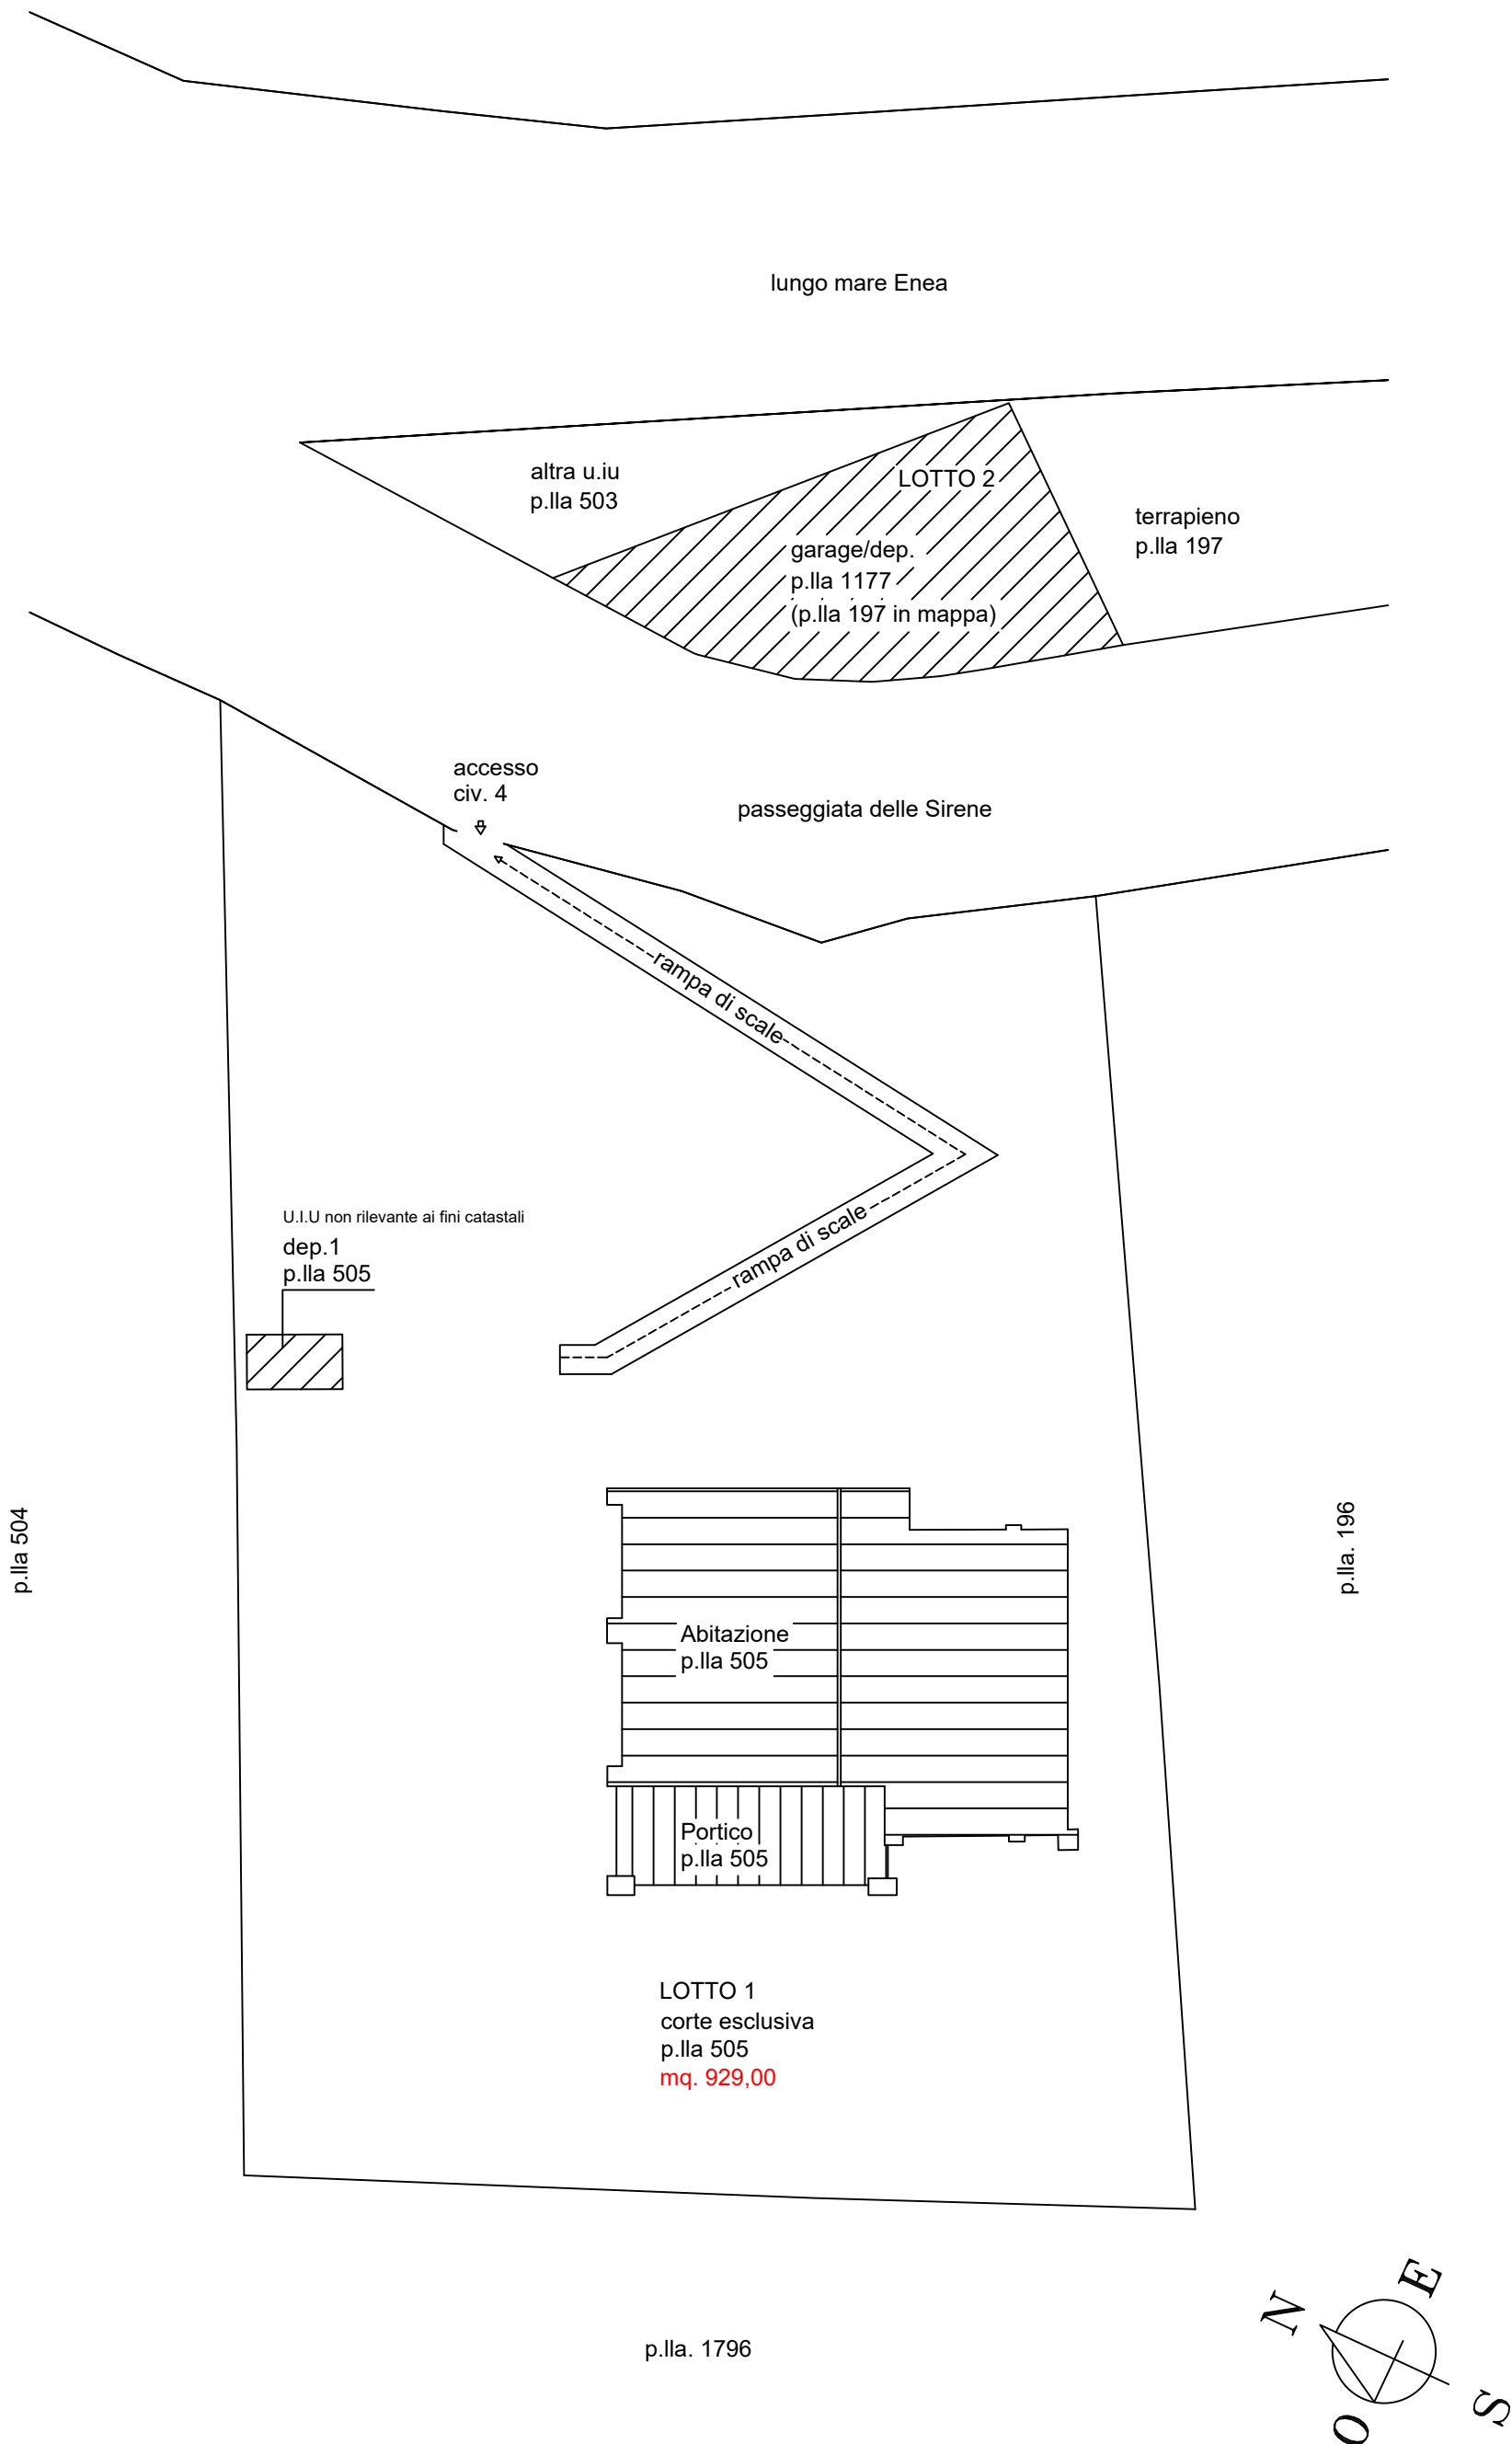 lungo mare Enea
altra u.iu
p.lla 503
LOTTO 2
terrapieno
p.lla 197
garage/dep.
p.lla 1177
(p.lla 197 in mappa)
accesso
civ. 4
passeggiata delle Sirene
rampa di scale
rampa di scale
U.I.U non rilevante ai fini catastali
dep.1
p.lla 505
p.lla 504
p.lla. 196
Abitazione
p.lla 505
Portico
p.lla 505
LOTTO 1
corte esclusiva
p.lla 505
mq. 929,00
p.lla. 1796
N
E
S
O